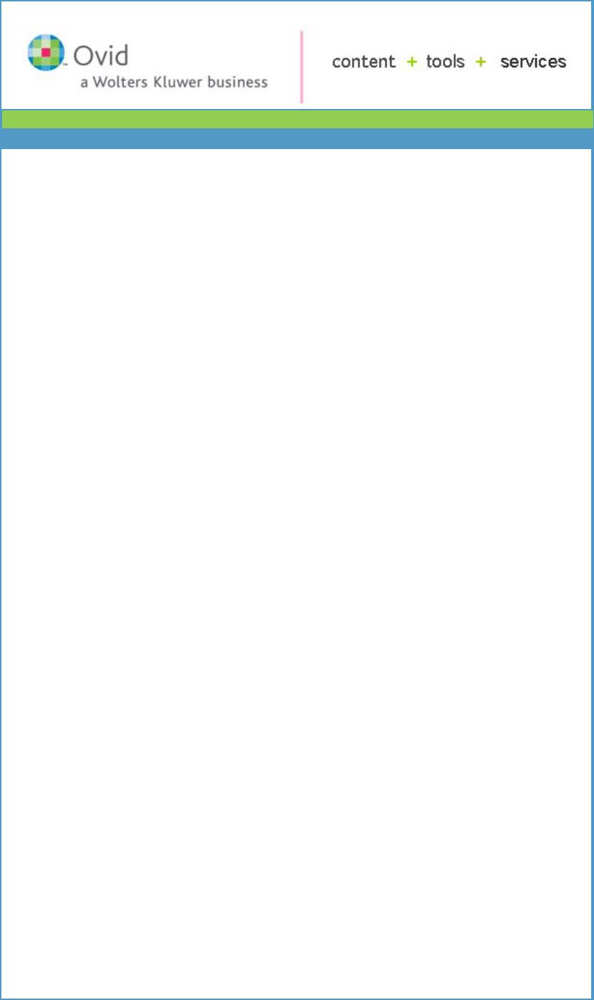 Ovid
a Wolters Kluwer business
content + tools + services